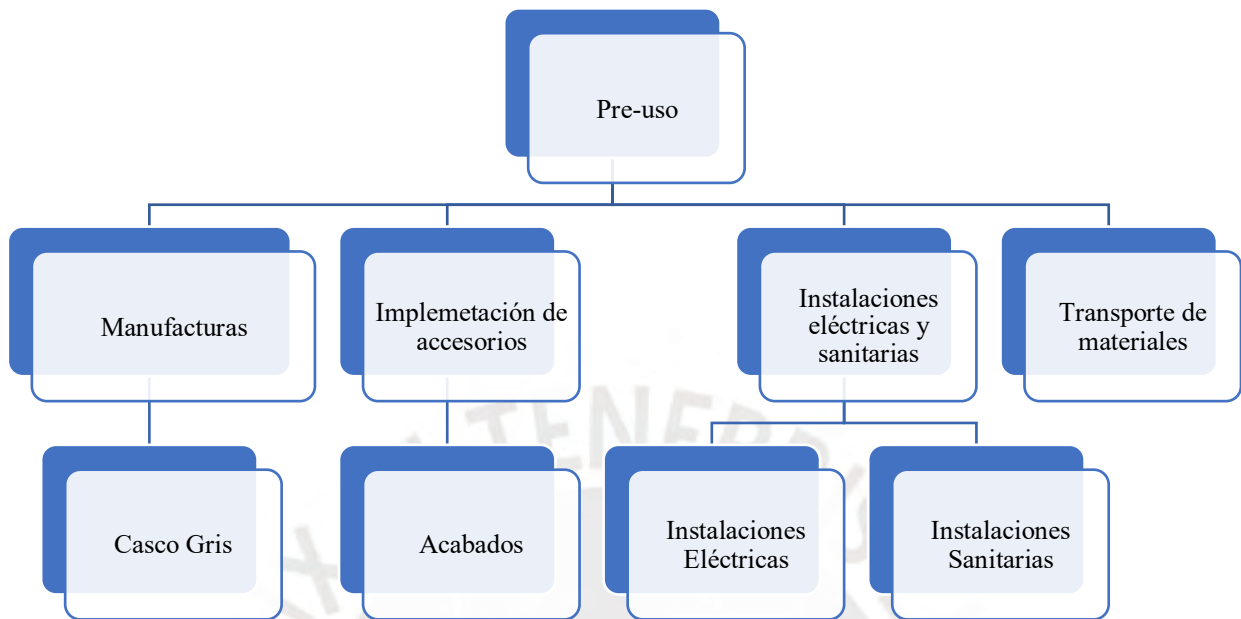 Pre-uso
Manufacturas
Implemetación de
accesorios
Instalaciones
eléctricas y
sanitarias
Transporte de
materiales
Casco Gris
Acabados
Instalaciones
Eléctricas
Instalaciones
Sanitarias